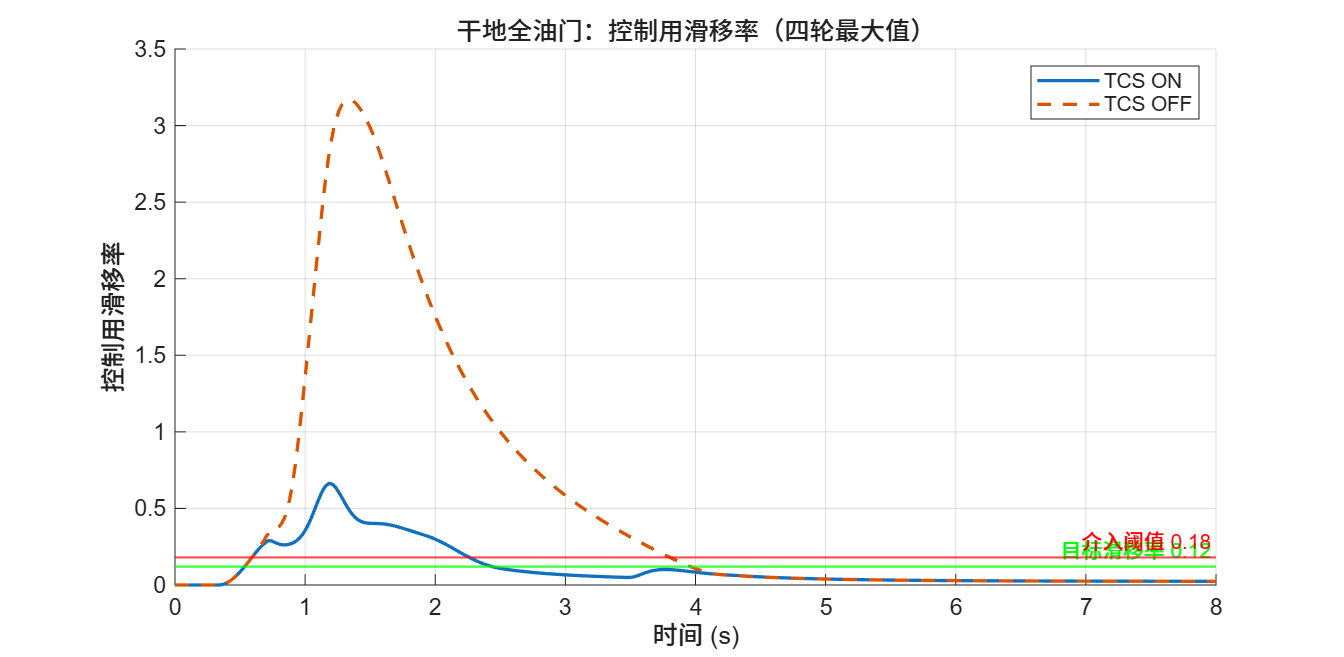 干地全油门：控制用滑移率（四轮最大值）
TCS ON
TCS OFF
3.5
3
2.5
2
1.5
1
0.5
0
控制用滑移率
介入阈值 0.18
目标滑移率 0.12
0 1 2 3 4 5 6 7 8
时间 (s)